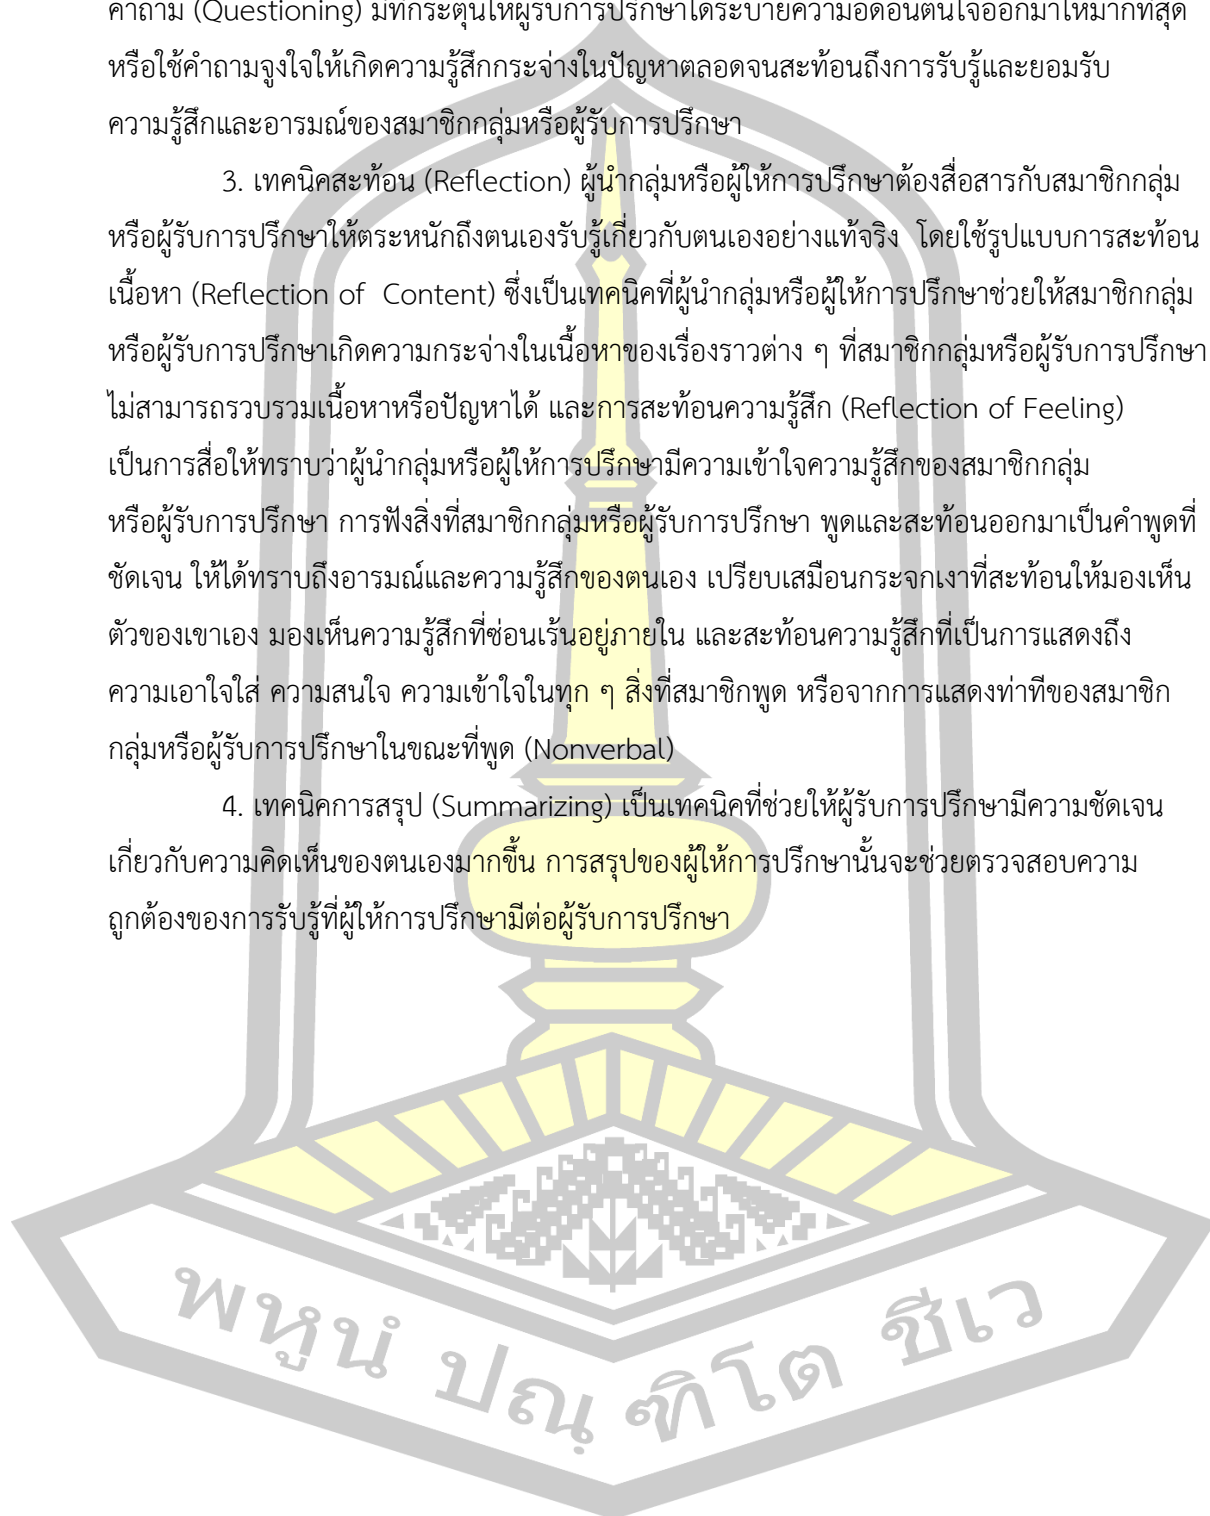 คำถาม (Questioning) มีที่กระตุ้นให้ผู้รับการปรึกษาได้ระบายความอัดอั้นตันใจออกมาให้มากที่สุด
หรือใช้คำถามจูงใจให้เกิดความรู้สึกกระจ่างในปัญหาตลอดจนสะท้อนถึงการรับรู้และยอมรับ
ความรู้สึกและอารมณ์ของสมาชิกกลุ่มหรือผู้รับการปรึกษา
3. เทคนิคสะท้อน (Reflection) ผู้นำกลุ่มหรือผู้ให้การปรึกษาต้องสื่อสารกับสมาชิกกลุ่ม
หรือผู้รับการปรึกษาให้ตระหนักถึงตนเองรับรู้เกี่ยวกับตนเองอย่างแท้จริง โดยใช้รูปแบบการสะท้อน
เนื้อหา (Reflection of Content) ซึ่งเป็นเทคนิคที่ผู้นำกลุ่มหรือผู้ให้การปรึกษาช่วยให้สมาชิกกลุ่ม
หรือผู้รับการปรึกษาเกิดความกระจ่างในเนื้อหาของเรื่องราวต่าง ๆ ที่สมาชิกกลุ่มหรือผู้รับการปรึกษา
ไม่สามารถรวบรวมเนื้อหาหรือปัญหาได้ และการสะท้อนความรู้สึก (Reflection of Feeling)
เป็นการสื่อให้ทราบว่าผู้นำกลุ่มหรือผู้ให้การปรึกษามีความเข้าใจความรู้สึกของสมาชิกกลุ่ม
หรือผู้รับการปรึกษา การฟังสิ่งที่สมาชิกกลุ่มหรือผู้รับการปรึกษา พูดและสะท้อนออกมาเป็นคำพูดที่
ชัดเจน ให้ได้ทราบถึงอารมณ์และความรู้สึกของตนเอง เปรียบเสมือนกระจกเงาที่สะท้อนให้มองเห็น
ตัวของเขาเอง มองเห็นความรู้สึกที่ซ่อนเร้นอยู่ภายใน และสะท้อนความรู้สึกที่เป็นการแสดงถึง
ความเอาใจใส่ ความสนใจ ความเข้าใจในทุก ๆ สิ่งที่สมาชิกพูด หรือจากการแสดงท่าทีของสมาชิก
กลุ่มหรือผู้รับการปรึกษาในขณะที่พูด (Nonverbal)
4. เทคนิคการสรุป (Summarizing) เป็นเทคนิคที่ช่วยให้ผู้รับการปรึกษามีความชัดเจน
เกี่ยวกับความคิดเห็นของตนเองมากขึ้น การสรุปของผู้ให้การปรึกษานั้นจะช่วยตรวจสอบความ
ถูกต้องของการรับรู้ที่ผู้ให้การปรึกษามีต่อผู้รับการปรึกษา
พหูนํ ปณฺฑิโต ชีเว